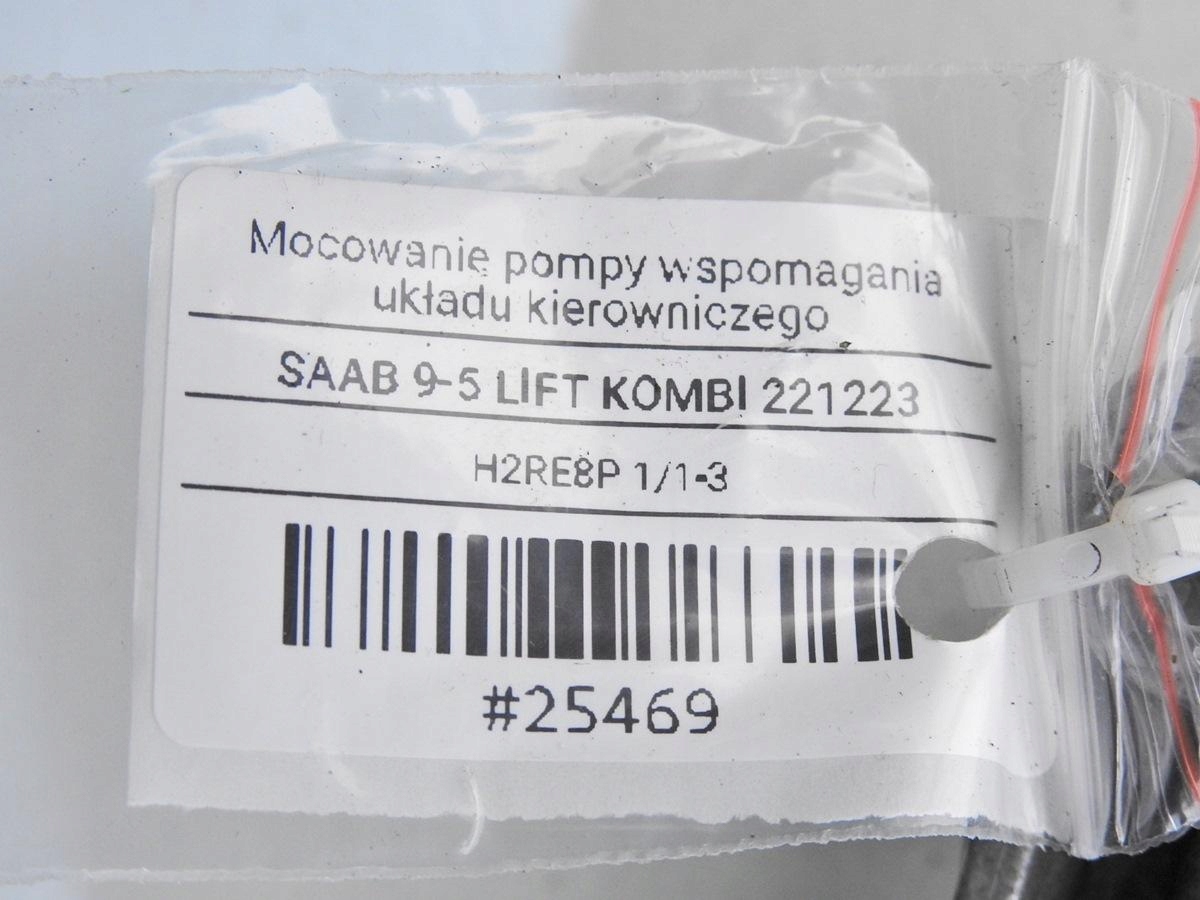 Mocowanie pompy wspomagania
układu kierowniczego
SAAB 9-5 LIFT KOMBI 221223
H2RE8P 1/1-3
#25469